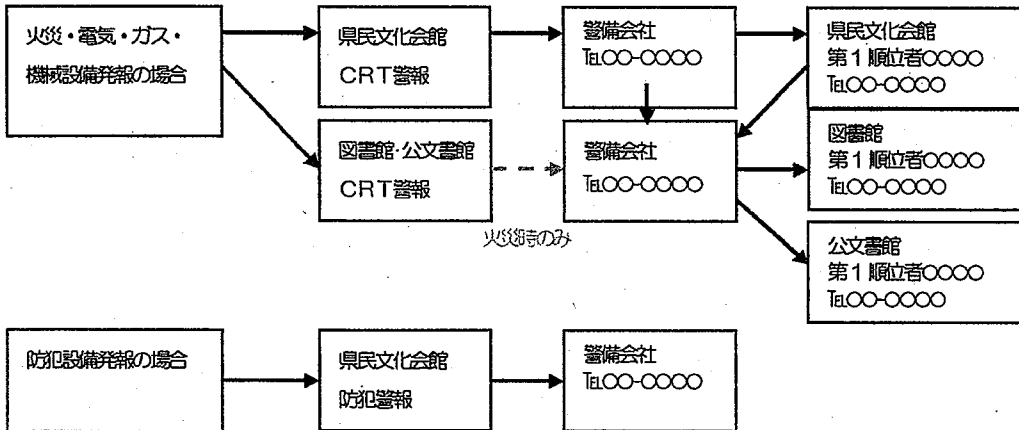 火災・電気・ガス・
機械設備発報の場合
県民文化会館
CRT警報
警備会社
℡○○-○○○○
県民文化会館
第1順位者○○○○
℡○○-○○○○
図書館・公文書館
CRT警報
警備会社
℡○○-○○○○
図書館
第1順位者○○○○
℡○○-○○○○
火災時のみ
公文書館
第1順位者○○○○
℡○○-○○○○
防犯設備発報の場合
県民文化会館
防犯警報
警備会社
℡○○-○○○○